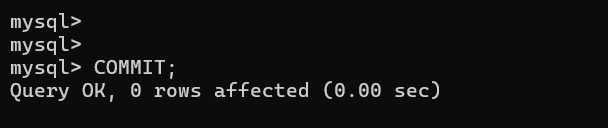 mysql>
mysql>
mysql> COMMIT;
Query OK, 0 rows affected (0.00 sec)